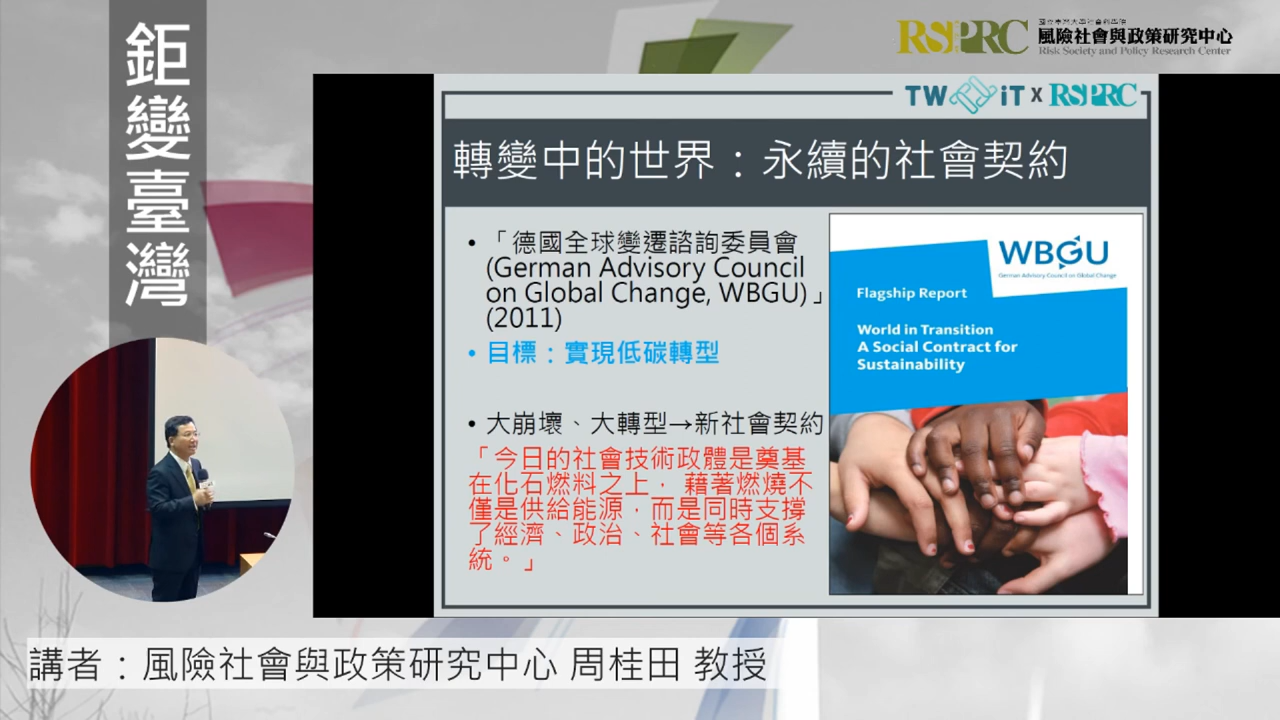 鉅變臺灣
RSPRC
國立臺灣大學社會科學院
風險社會與政策研究中心
Risk Society and Policy Research Center
TW iT X RSPRC
轉變中的世界：永續的社會契約
• 「德國全球變遷諮詢委員會
(German Advisory Council
on Global Change, WBGU)」
(2011)
• 目標：實現低碳轉型
• 大崩壞、大轉型→新社會契約
「今日的社會技術政體是奠基
在化石燃料之上， 藉著燃燒不
僅是供給能源，而是同時支撐
了經濟、政治、社會等各個系
統。」
WBGU
German Advisory Council on Global Change
Flagship Report
World in Transition
A Social Contract for
Sustainability
講者：風險社會與政策研究中心 周桂田 教授